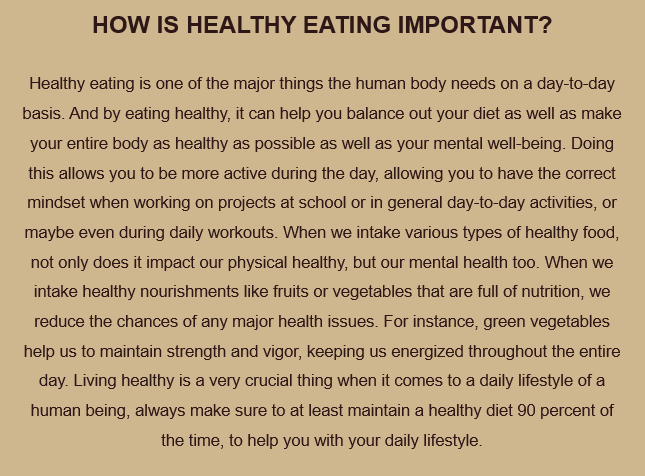 HOW IS HEALTHY EATING IMPORTANT?
Healthy eating is one of the major things the human body needs on a day-to-day
basis. And by eating healthy, it can help you balance out your diet as well as make
your entire body as healthy as possible as well as your mental well-being. Doing
this allows you to be more active during the day, allowing you to have the correct
mindset when working on projects at school or in general day-to-day activities, or
maybe even during daily workouts. When we intake various types of healthy food,
not only does it impact our physical healthy, but our mental health too. When we
intake healthy nourishments like fruits or vegetables that are full of nutrition, we
reduce the chances of any major health issues. For instance, green vegetables
help us to maintain strength and vigor, keeping us energized throughout the entire
day. Living healthy is a very crucial thing when it comes to a daily lifestyle of a
human being, always make sure to at least maintain a healthy diet 90 percent of
the time, to help you with your daily lifestyle.